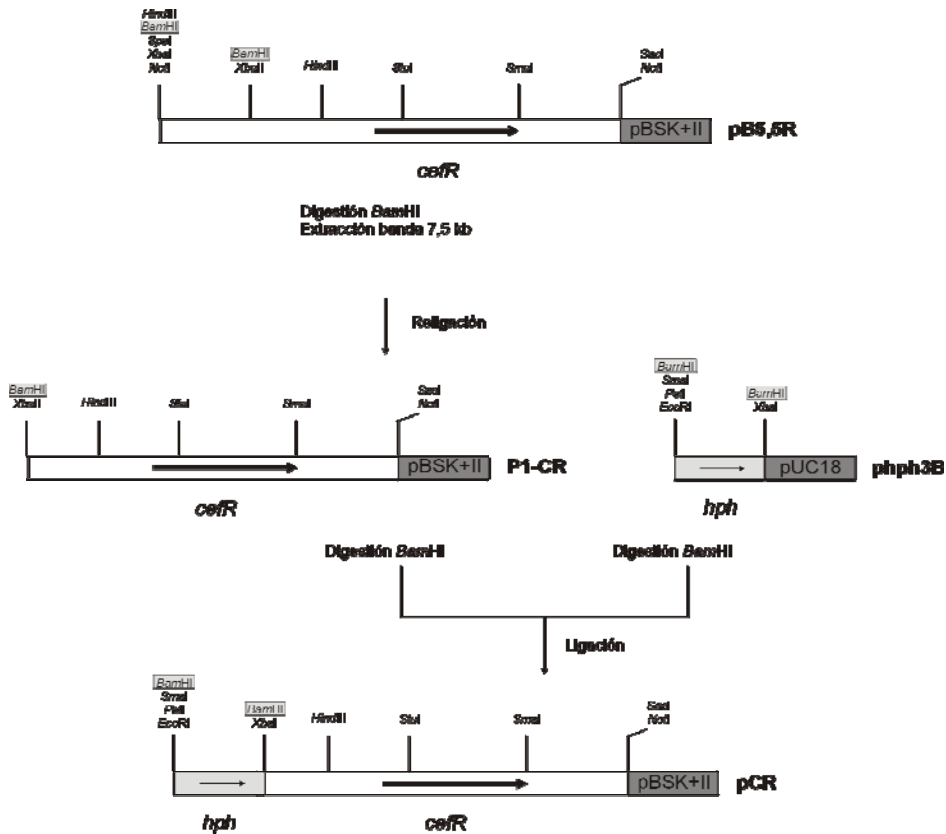 HindIII
BamHI
SpeI
XbaI
NotI
BamHI
XbaII
HindIII
StuI
SmaI
SacI
NotI
pBSK+II
pB5,5R
cefR
Digestión BamHI
Extracción banda 7,5 kb
Religación
BamHI
XbaII
HindIII
StuI
SmaI
SacI
NotI
pBSK+II
P1-CR
cefR
BamHI
SmaI
PstI
EcoRI
BamHI
XbaI
pUC18
phph3B
hph
Digestión BamHI
Digestión BamHI
Ligación
BamHI
SmaI
PstI
EcoRI
BamHI
XbaI
HindIII
StuI
SmaI
SacI
NotI
pBSK+II
pCR
hph
cefR